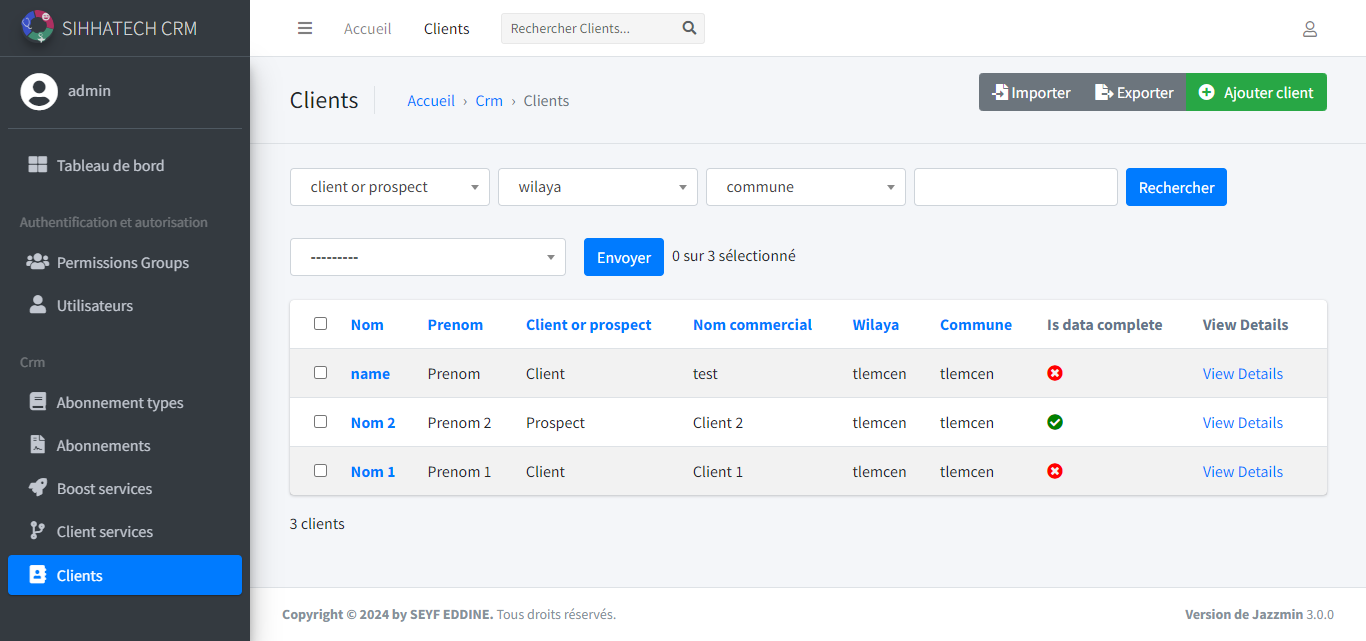 SIHHATECH CRM
admin
Tableau de bord
Authentification et autorisation
Permissions Groups
Utilisateurs
Crm
Abonnement types
Abonnements
Boost services
Client services
Clients
Accueil Clients Rechercher Clients...
Clients Accueil › Crm › Clients Importer Exporter Ajouter client
client or prospect wilaya commune Rechercher
--------- Envoyer 0 sur 3 sélectionné
Nom Prenom Client or prospect Nom commercial Wilaya Commune Is data complete View Details
name Prenom Client test tlemcen tlemcen View Details
Nom 2 Prenom 2 Prospect Client 2 tlemcen tlemcen View Details
Nom 1 Prenom 1 Client Client 1 tlemcen tlemcen View Details
3 clients
Copyright © 2024 by SEYF EDDINE. Tous droits réservés. Version de Jazzmin 3.0.0